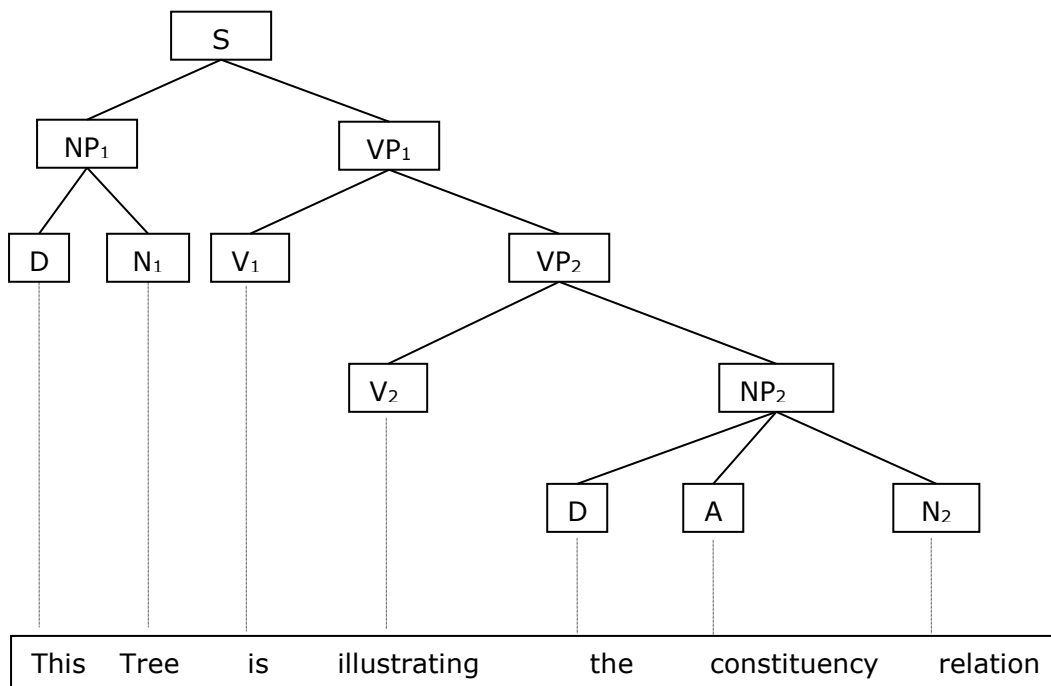 S
NP₁ VP₁
D N₁ V₁ VP₂
V₂ NP₂
D A N₂
This Tree is illustrating the constituency relation